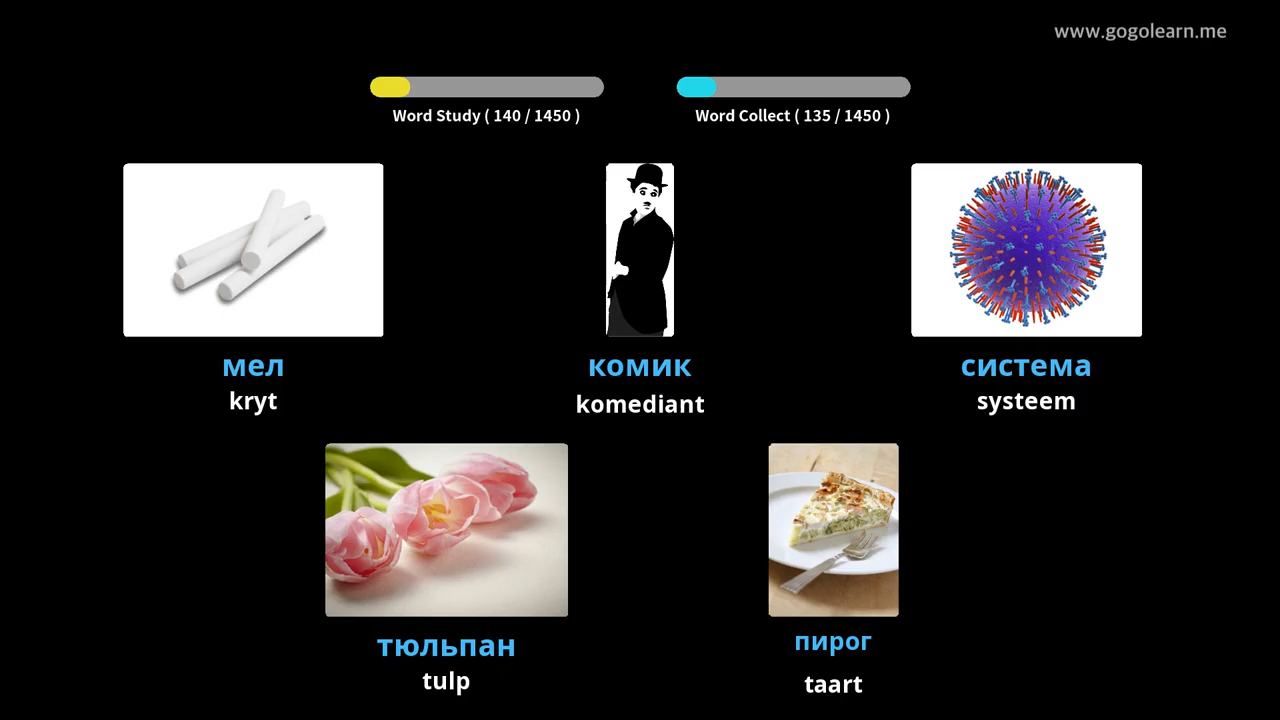 www.gogolearn.me
Word Study ( 140 / 1450 )
Word Collect ( 135 / 1450 )
мел
kryt
комик
komediant
система
systeem
тюльпан
tulp
пирог
taart